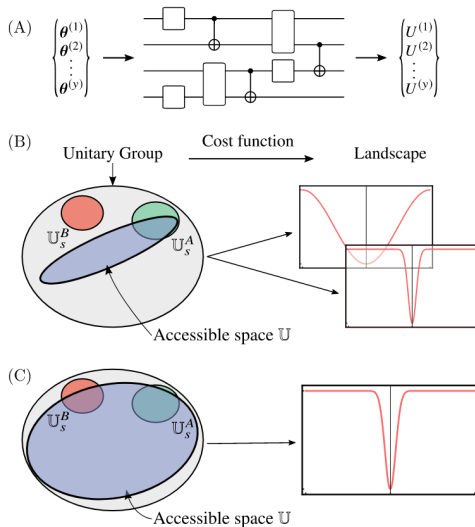 (A)
θ⁽¹⁾
θ⁽²⁾
⋮
θ⁽ʸ⁾
U⁽¹⁾
U⁽²⁾
⋮
U⁽ʸ⁾
(B)
Cost function
Unitary Group
Landscape
𝕌ₛᴮ
𝕌ₛᴬ
Accessible space 𝕌
(C)
𝕌ₛᴮ
𝕌ₛᴬ
Accessible space 𝕌